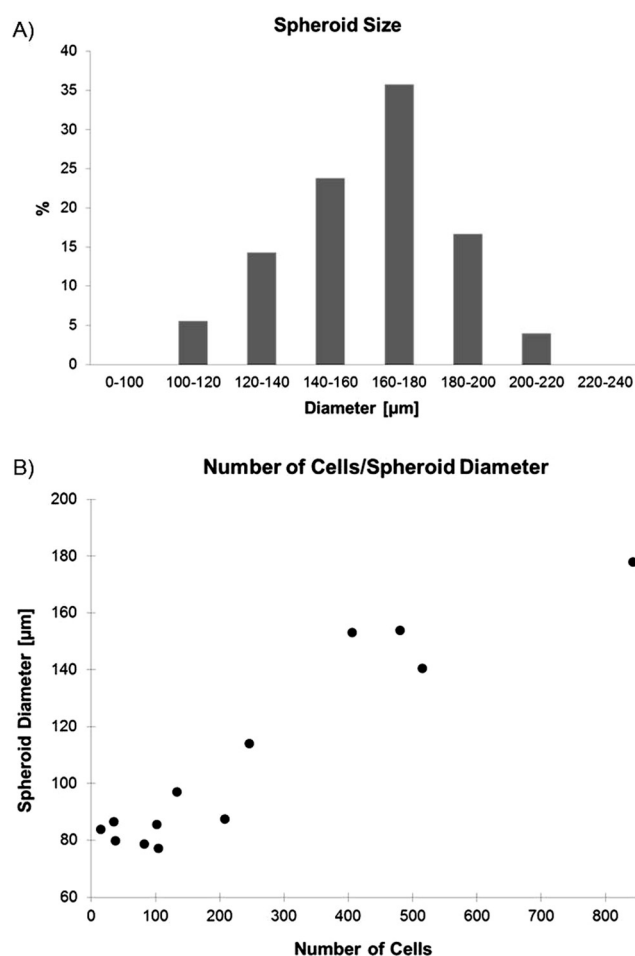 A)
Spheroid Size
40
35
30
25
20
15
10
5
0
%
0-100 100-120 120-140 140-160 160-180 180-200 200-220 220-240
Diameter [µm]
B)
Number of Cells/Spheroid Diameter
200
180
160
140
120
100
80
60
Spheroid Diameter [µm]
0 100 200 300 400 500 600 700 800
Number of Cells